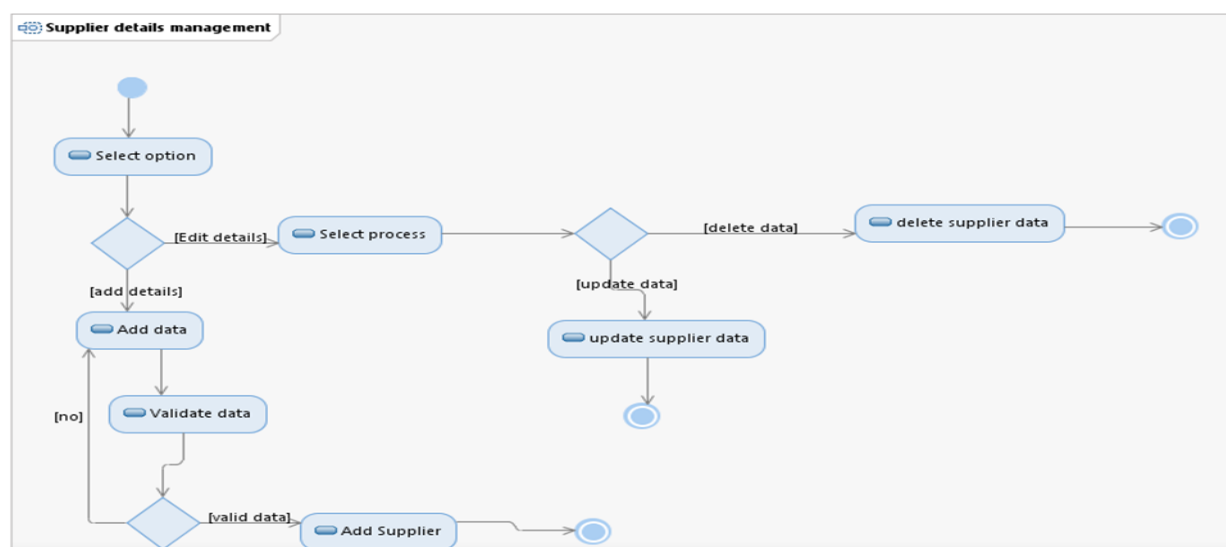 Supplier details management
Select option
[Edit details]
Select process
[delete data]
delete supplier data
[add details]
[update data]
Add data
update supplier data
[no]
Validate data
[valid data]
Add Supplier